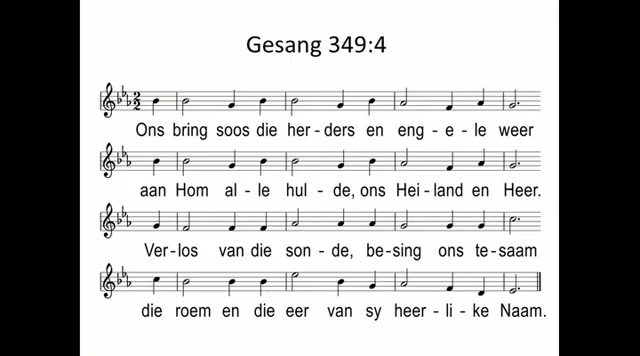 Gesang 349:4
Ons bring soos die her-ders en eng-e-le weer
aan Hom al-le hul-de, ons Hei-land en Heer.
Ver-los van die son-de, be-sing ons te-saam
die roem en die eer van sy heer-li-ke Naam.